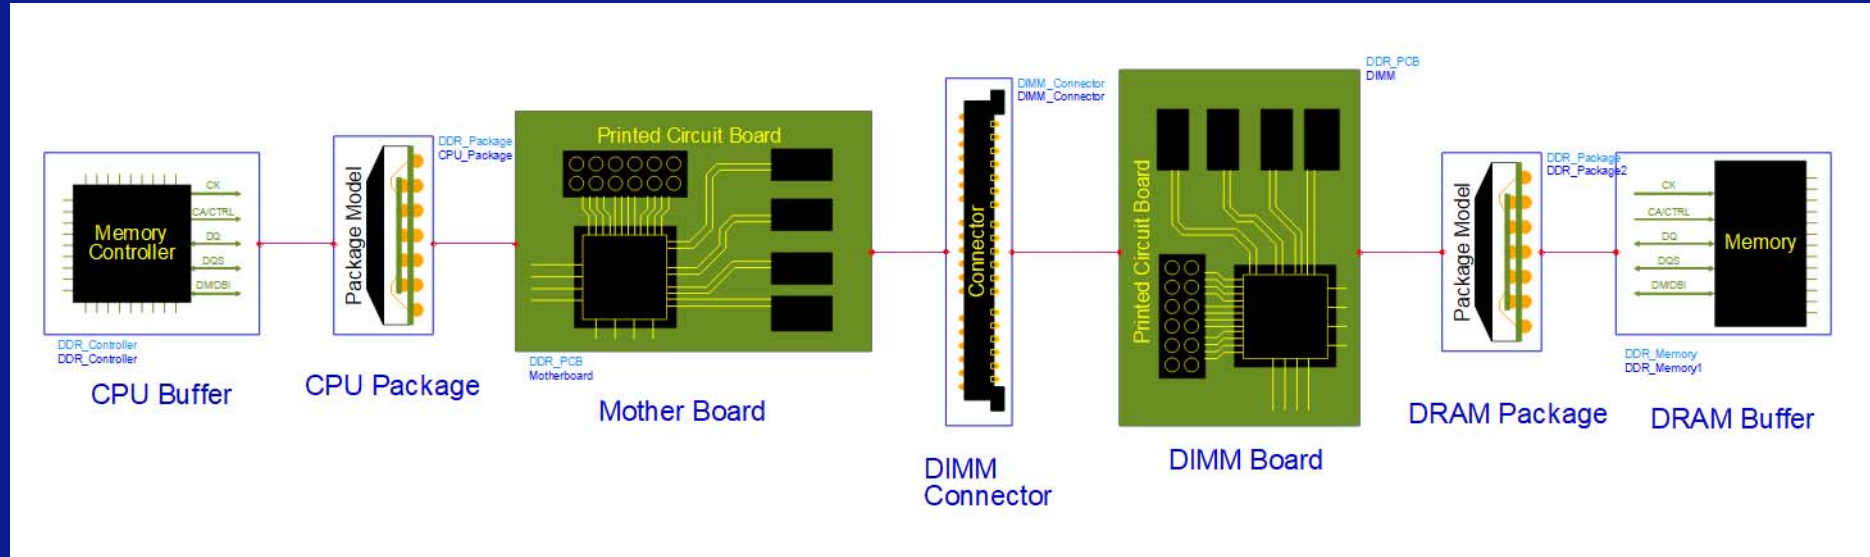 CK
CA/CTRL
DQ
DQS
DM/DBI
Memory
Controller
DDR_Controller
DDR_Controller
CPU Buffer
Package Model
DDR_Package
CPU_Package
CPU Package
Printed Circuit Board
DDR_PCB
Motherboard
Mother Board
Connector
DIMM_Connector
DIMM_Connector
DIMM
Connector
Printed Circuit Board
DDR_PCB
DIMM
DIMM Board
Package Model
DDR_Package
DDR_Package2
DRAM Package
CK
CA/CTRL
DQ
DQS
DM/DBI
Memory
DDR_Memory
DDR_Memory1
DRAM Buffer